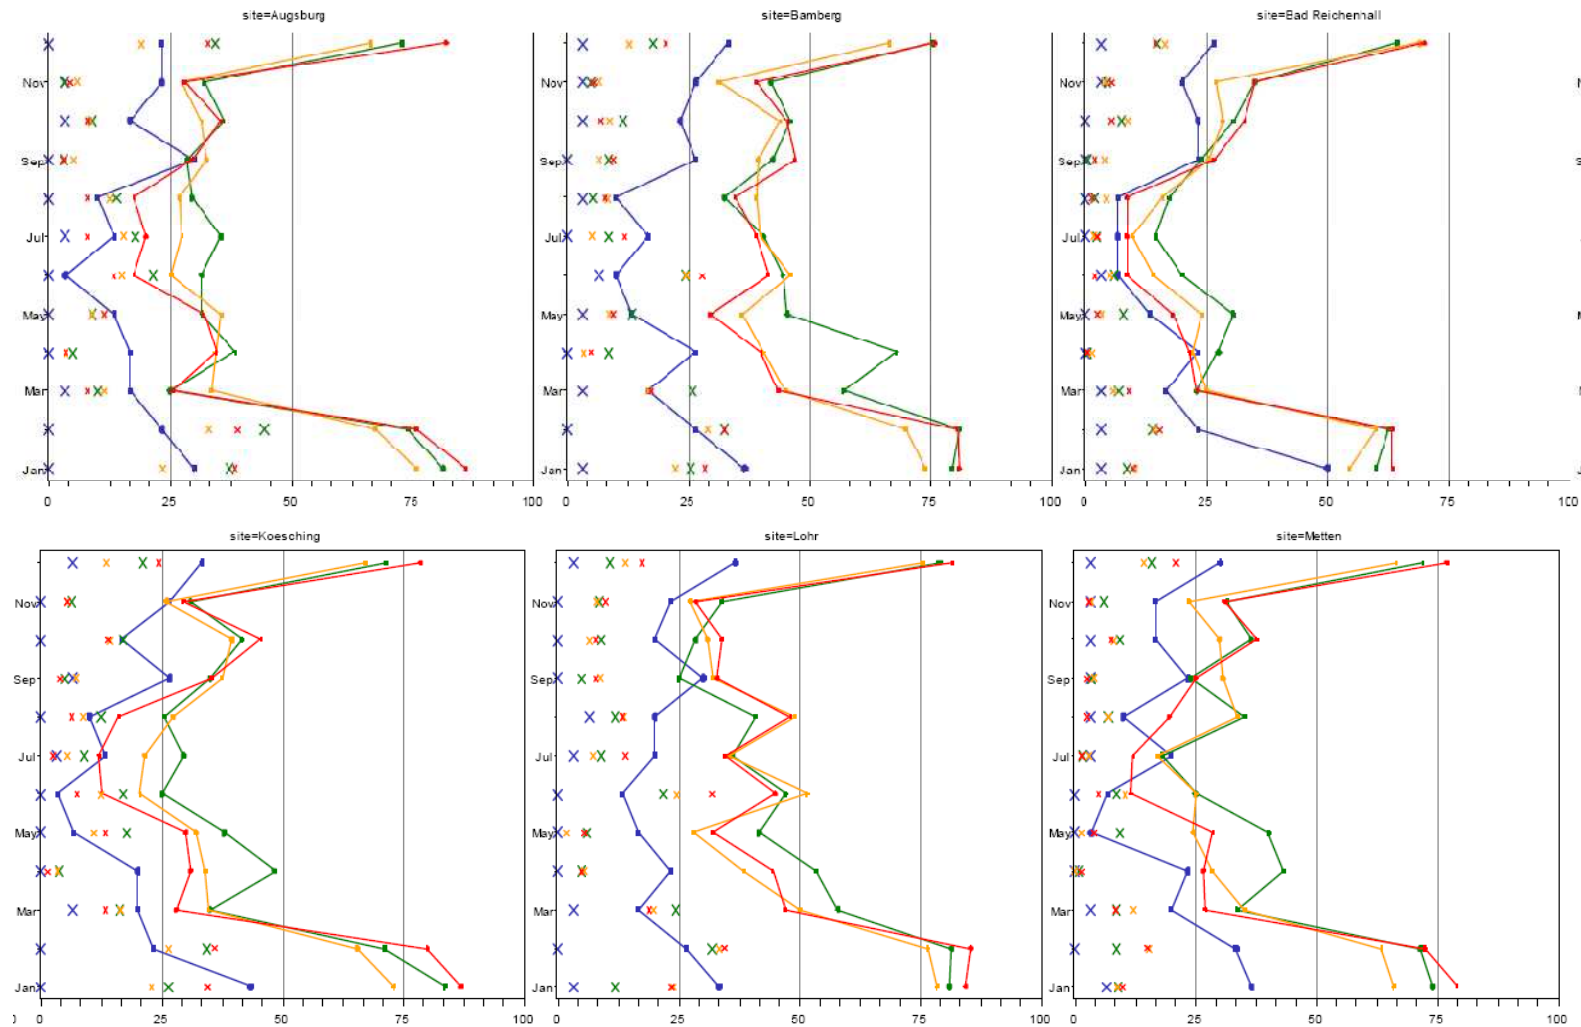 site=Augsburg
site=Bamberg
site=Bad Reichenhall
Nov
Sep
Jul
May
Mar
Jan
0 25 50 75 100
Nov
Sep
Jul
May
Mar
Jan
0 25 50 75 100
Nov
Sep
Jul
May
Mar
Jan
0 25 50 75 100
site=Koesching
site=Lohr
site=Metten
Nov
Sep
Jul
May
Mar
Jan
0 25 50 75 100
Nov
Sep
Jul
May
Mar
Jan
0 25 50 75 100
Nov
Sep
Jul
May
Mar
Jan
0 25 50 75 100